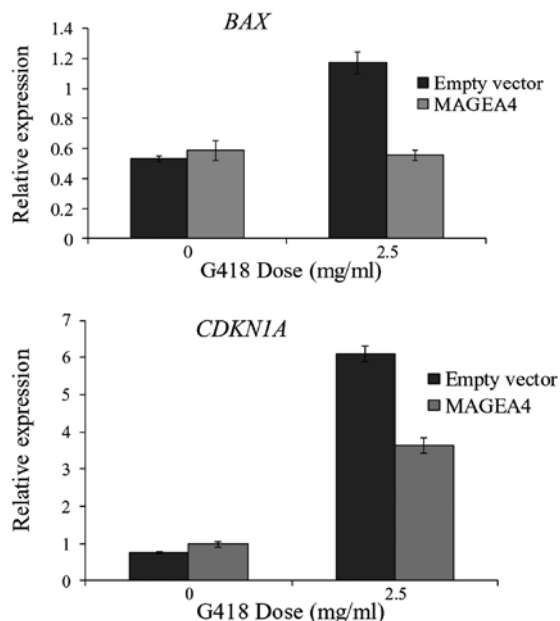 BAX
1.4
1.2
1
0.8
0.6
0.4
0.2
0
Relative expression
Empty vector
MAGEA4
0 2.5
G418 Dose (mg/ml)
CDKN1A
7
6
5
4
3
2
1
0
Relative expression
Empty vector
MAGEA4
0 2.5
G418 Dose (mg/ml)